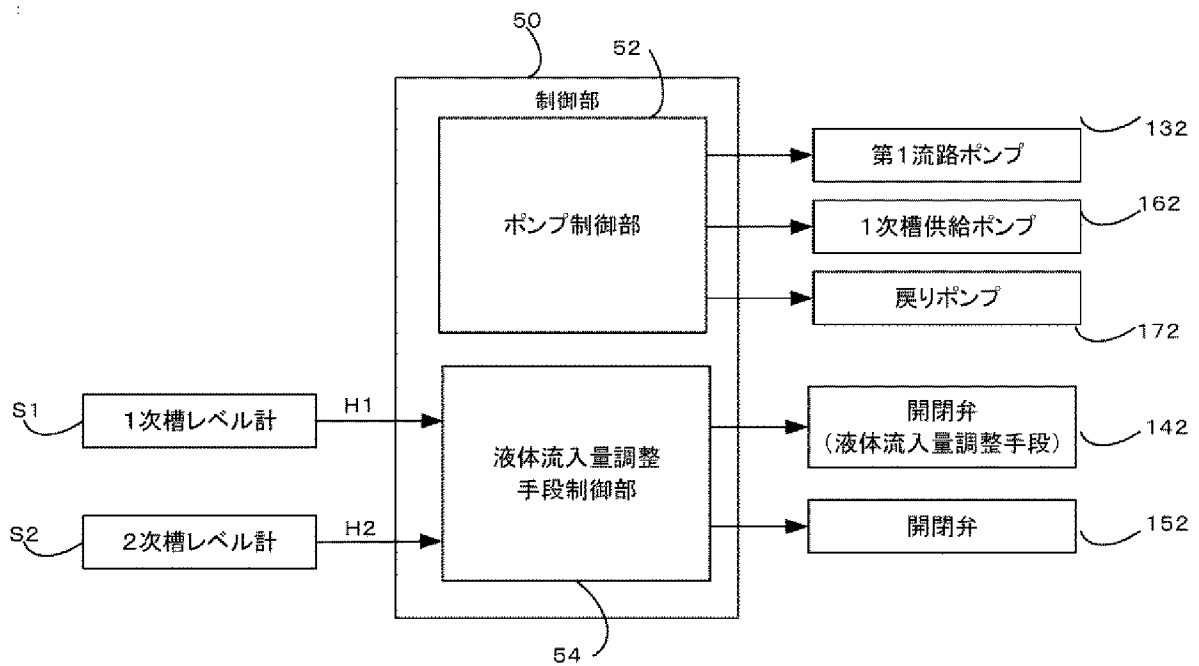 50
52
制御部
132
第1流路ポンプ
162
ポンプ制御部
1次槽供給ポンプ
戻りポンプ
172
S1
1次槽レベル計
H1
開閉弁
(液体流入量調整手段)
142
液体流入量調整
手段制御部
S2
2次槽レベル計
H2
開閉弁
152
54